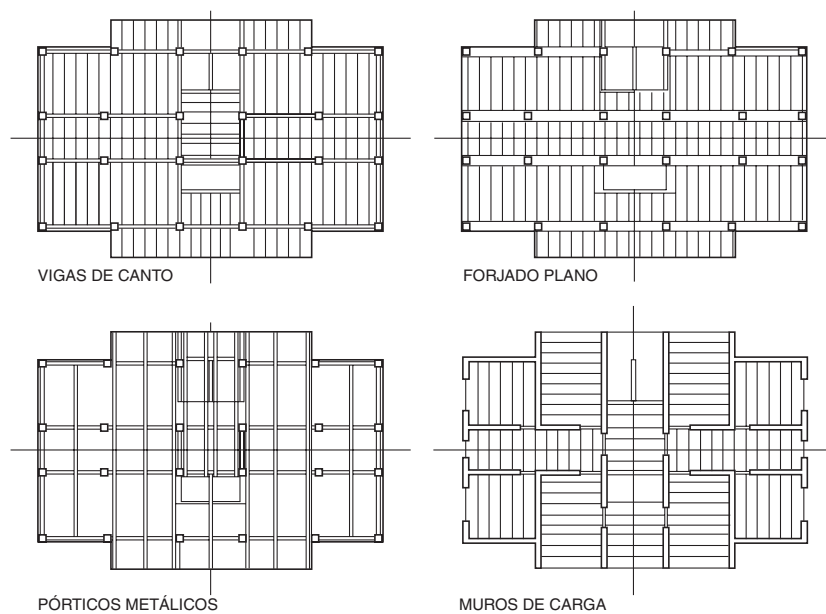 VIGAS DE CANTO
FORJADO PLANO
PÓRTICOS METÁLICOS
MUROS DE CARGA